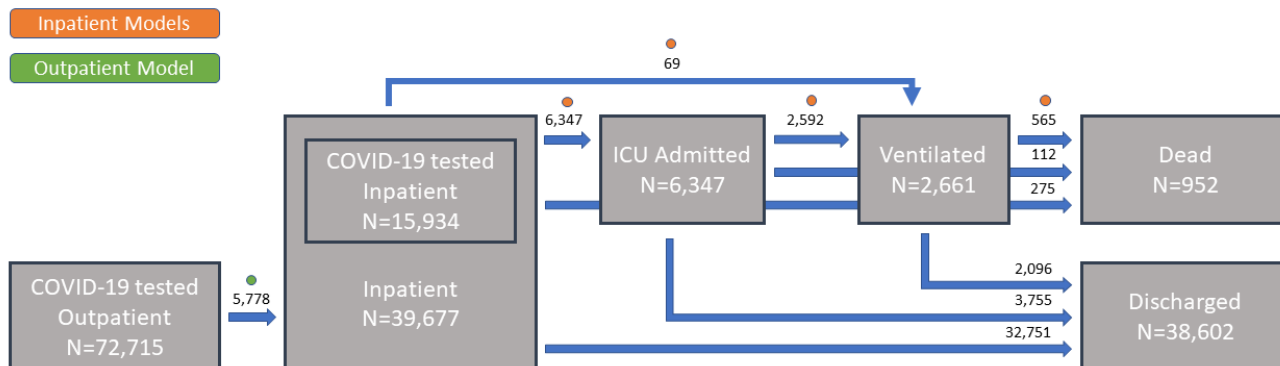 Inpatient Models
Outpatient Model
69
6,347
2,592
565
112
275
COVID-19 tested
Inpatient
N=15,934
ICU Admitted
N=6,347
Ventilated
N=2,661
Dead
N=952
COVID-19 tested
Outpatient
N=72,715
5,778
Inpatient
N=39,677
2,096
3,755
32,751
Discharged
N=38,602